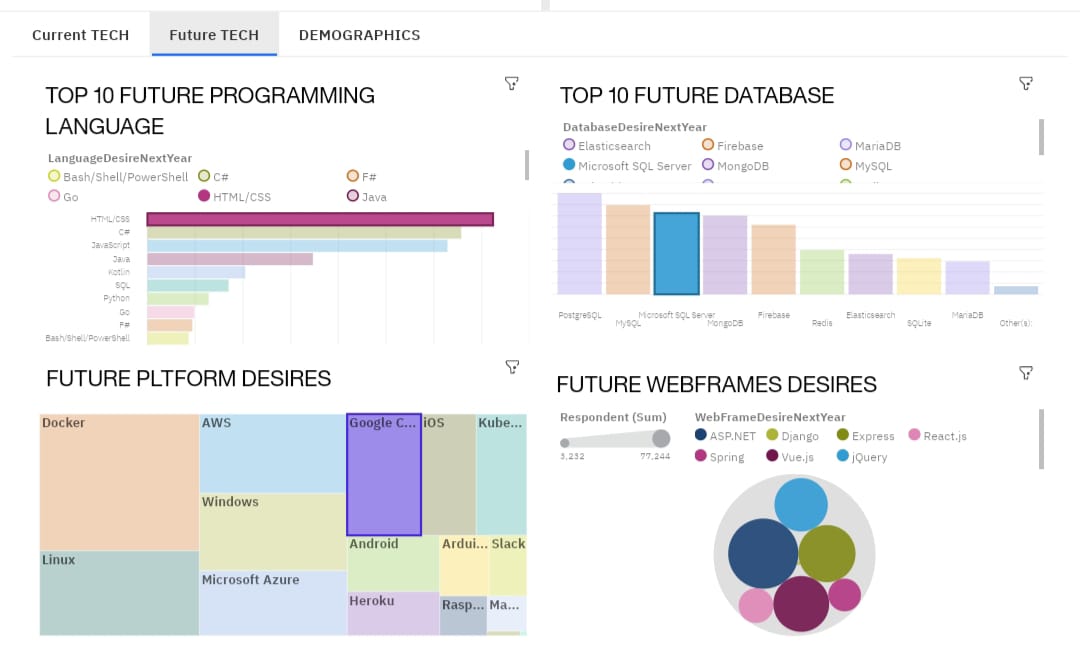 Current TECH
Future TECH
DEMOGRAPHICS
TOP 10 FUTURE PROGRAMMING
LANGUAGE
LanguageDesireNextYear
Bash/Shell/PowerShell
C#
F#
Go
HTML/CSS
Java
HTML/CSS
C#
JavaScript
Java
Kotlin
SQL
Python
Go
F#
Bash/Shell/PowerShell
TOP 10 FUTURE DATABASE
DatabaseDesireNextYear
Elasticsearch
Firebase
MariaDB
Microsoft SQL Server
MongoDB
MySQL
PostgreSQL
MySQL
Microsoft SQL Server
MongoDB
Firebase
Redis
Elasticsearch
SQLite
MariaDB
Other(s):
FUTURE PLTFORM DESIRES
Docker
AWS
Google C...
iOS
Kube...
Windows
Linux
Android
Ardui...
Slack
Microsoft Azure
Heroku
Rasp...
Ma...
FUTURE WEBFRAMES DESIRES
Respondent (Sum)
3,232
77,244
WebFrameDesireNextYear
ASP.NET
Django
Express
React.js
Spring
Vue.js
jQuery